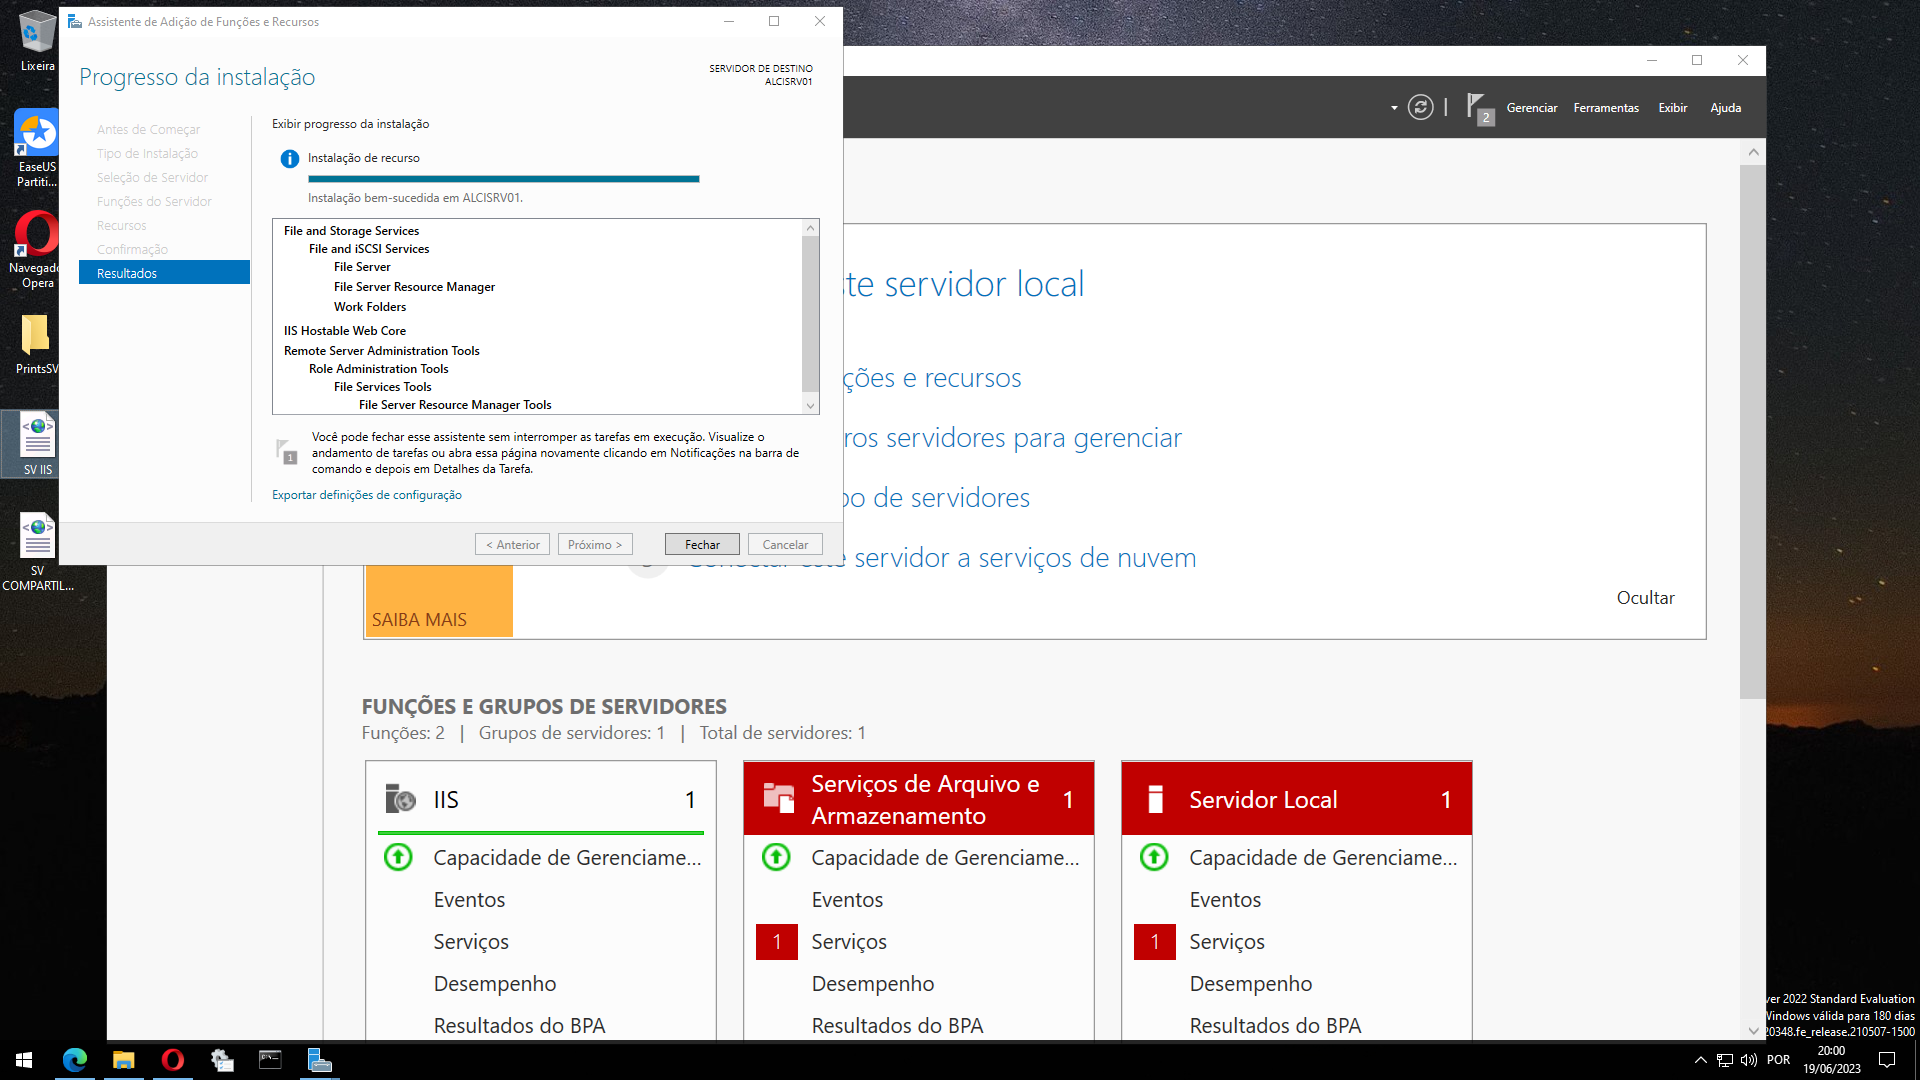 Lixeira
EaseUS
Partiti...
Navegado
Opera
PrintsSV
SV IIS
SV
COMPARTIL...
Assistente de Adição de Funções e Recursos
Progresso da instalação
SERVIDOR DE DESTINO
ALCISRV01
Antes de Começar
Tipo de Instalação
Seleção de Servidor
Funções do Servidor
Recursos
Confirmação
Resultados
Exibir progresso da instalação
Instalação de recurso
Instalação bem-sucedida em ALCISRV01.
File and Storage Services
File and iSCSI Services
File Server
File Server Resource Manager
Work Folders
IIS Hostable Web Core
Remote Server Administration Tools
Role Administration Tools
File Services Tools
File Server Resource Manager Tools
1
Você pode fechar esse assistente sem interromper as tarefas em execução. Visualize o
andamento de tarefas ou abra essa página novamente clicando em Notificações na barra de
comando e depois em Detalhes da Tarefa.
Exportar definições de configuração
< Anterior
Próximo >
Fechar
Cancelar
2
Gerenciar
Ferramentas
Exibir
Ajuda
te servidor local
ções e recursos
ros servidores para gerenciar
po de servidores
Conectar este servidor a serviços de nuvem
Ocultar
SAIBA MAIS
FUNÇÕES E GRUPOS DE SERVIDORES
Funções: 2 | Grupos de servidores: 1 | Total de servidores: 1
IIS 1
Capacidade de Gerenciame...
Eventos
Serviços
Desempenho
Resultados do BPA
Serviços de Arquivo e
Armazenamento
1
Capacidade de Gerenciame...
Eventos
1 Serviços
Desempenho
Resultados do BPA
Servidor Local 1
Capacidade de Gerenciame...
Eventos
1 Serviços
Desempenho
Resultados do BPA
ver 2022 Standard Evaluation
Windows válida para 180 dias
20348.fe_release.210507-1500
POR
20:00
19/06/2023